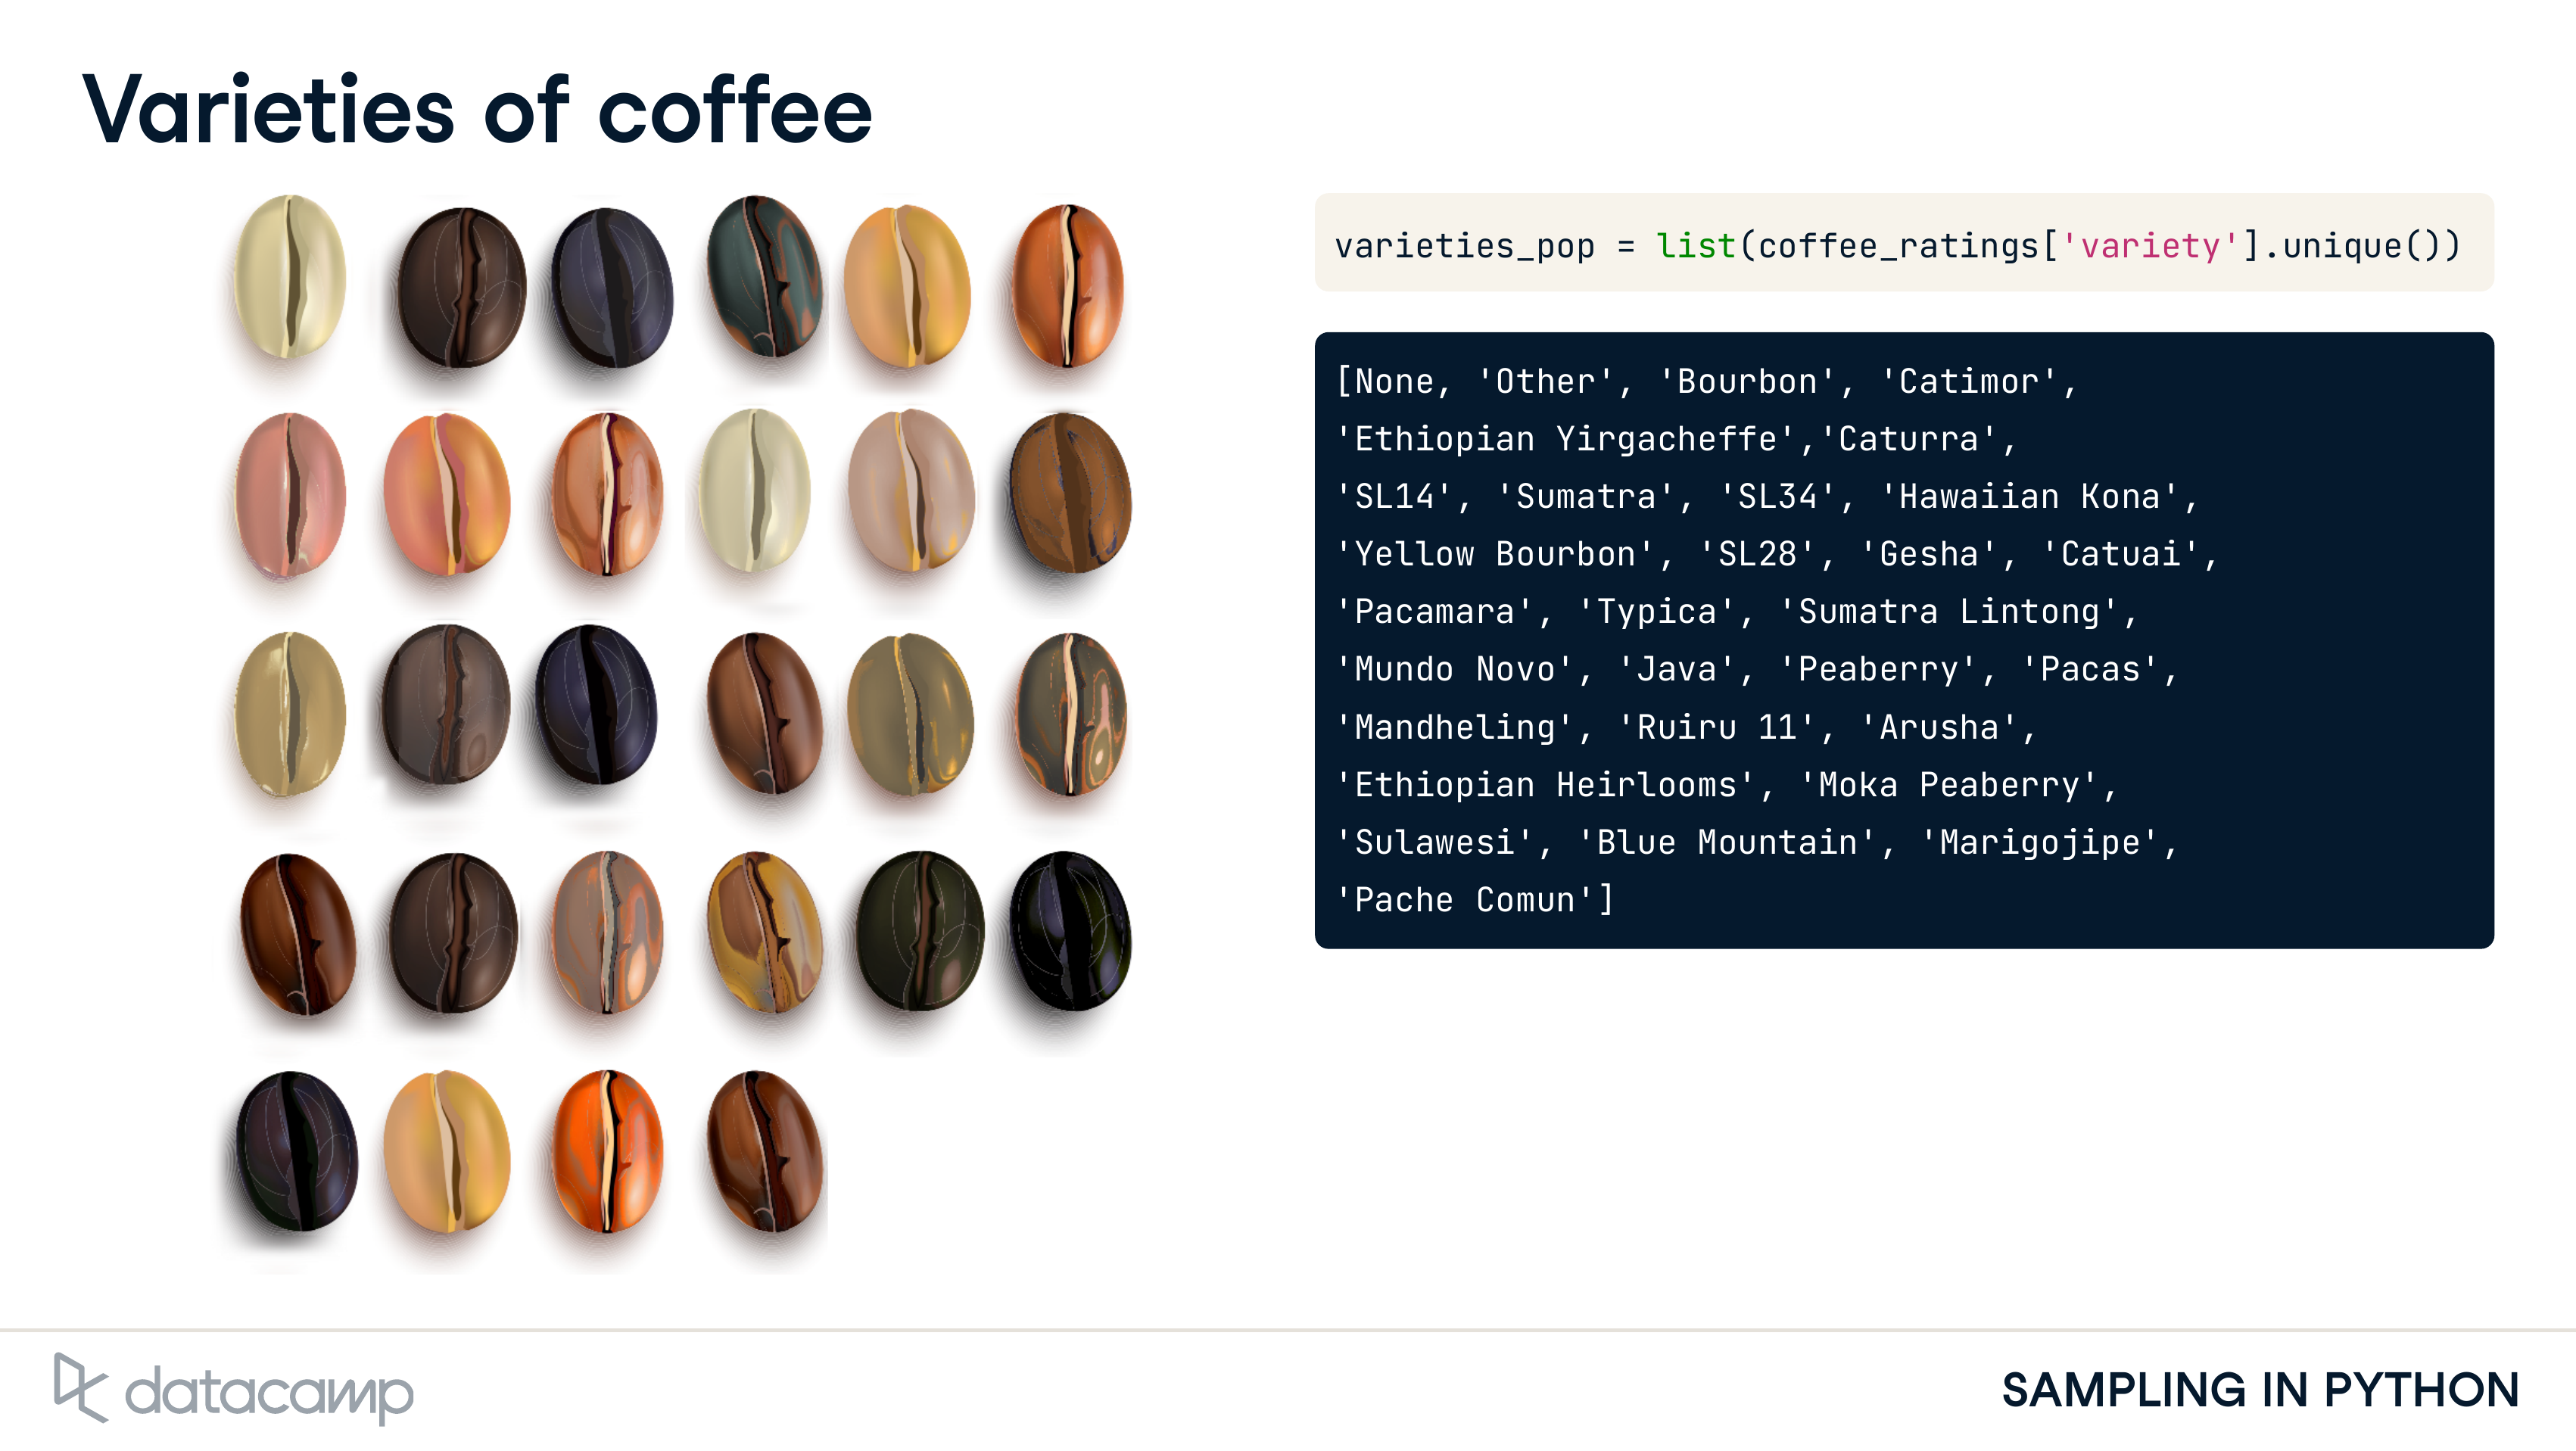 Varieties of coffee
varieties_pop = list(coffee_ratings['variety'].unique())
[None, 'Other', 'Bourbon', 'Catimor',
'Ethiopian Yirgacheffe','Caturra',
'SL14', 'Sumatra', 'SL34', 'Hawaiian Kona',
'Yellow Bourbon', 'SL28', 'Gesha', 'Catuai',
'Pacamara', 'Typica', 'Sumatra Lintong',
'Mundo Novo', 'Java', 'Peaberry', 'Pacas',
'Mandheling', 'Ruiru 11', 'Arusha',
'Ethiopian Heirlooms', 'Moka Peaberry',
'Sulawesi', 'Blue Mountain', 'Marigojipe',
'Pache Comun']
datacamp
SAMPLING IN PYTHON